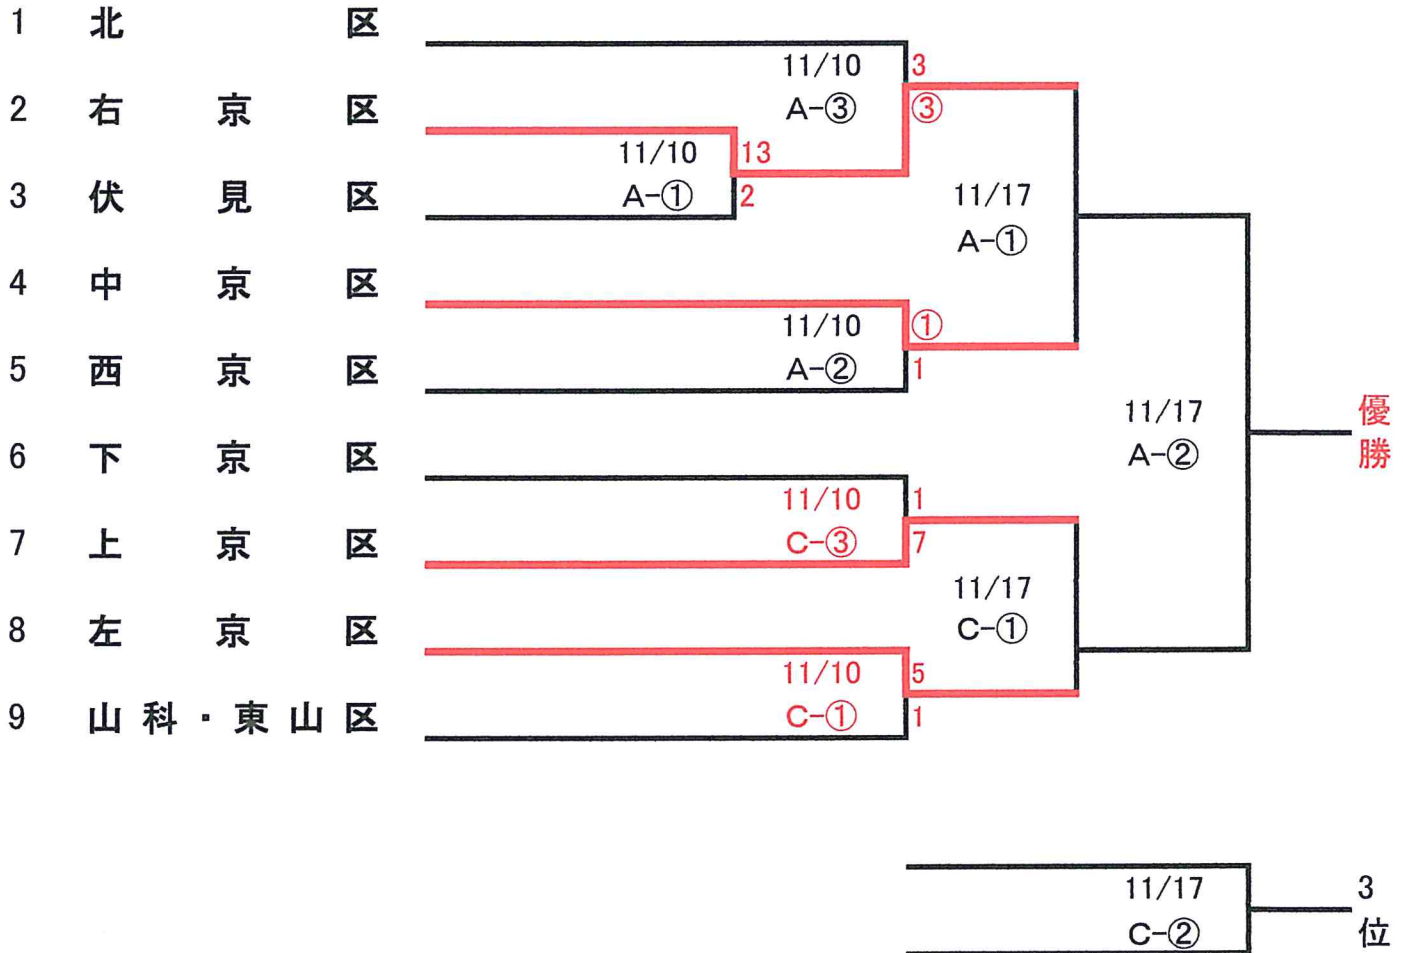 1 北区
11/10 3
2 右京区 A-③ ③
11/10 13
3 伏見区 A-① 2 11/17
A-①
4 中京区
11/10 ①
5 西京区 A-② 1
11/17 優
6 下京区 A-② 勝
11/10 1
7 上京区 C-③ 7
11/17
8 左京区 C-①
11/10 5
9 山科・東山区 C-① 1
11/17 3
C-② 位